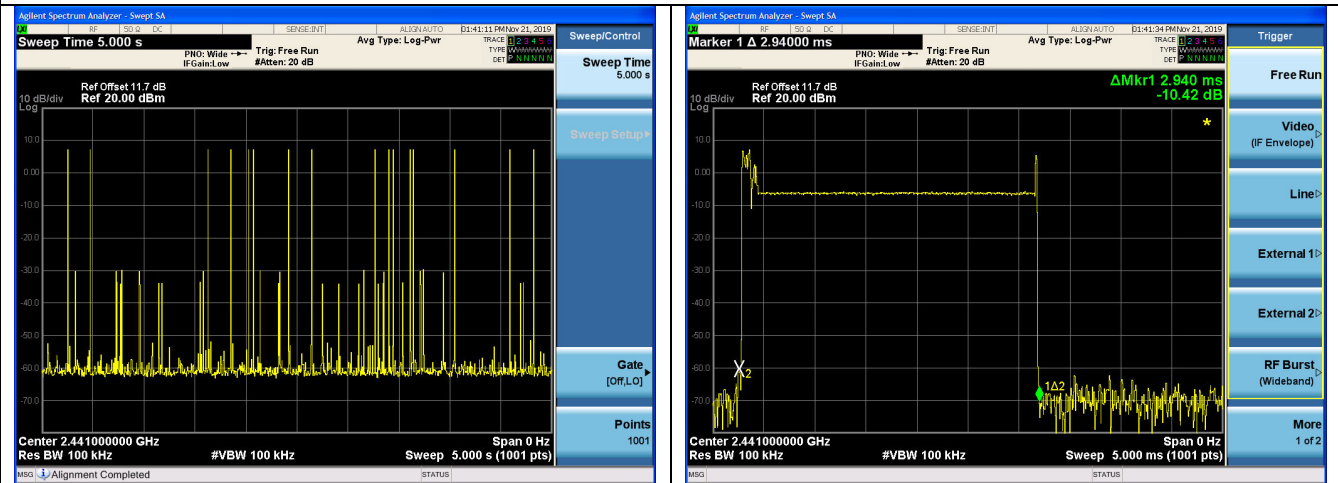 Agilent Spectrum Analyzer - Swept SA
RF 50 Ω DC SENSE:INT ALIGN AUTO 01:41:11 PM Nov 21, 2019
Sweep Time 5.000 s
PNO: Wide
IFGain:Low
Trig: Free Run
#Atten: 20 dB
Avg Type: Log-Pwr
TRACE 1 2 3 4 5 6
TYPE
DET P N N N N N
Ref Offset 11.7 dB
Ref 20.00 dBm
10 dB/div
Log
10.0
0.00
-10.0
-20.0
-30.0
-40.0
-50.0
-60.0
-70.0
Center 2.441000000 GHz
Span 0 Hz
Res BW 100 kHz
#VBW 100 kHz
Sweep 5.000 s (1001 pts)
MSG Alignment Completed
STATUS
Sweep/Control
Sweep Time
5.000 s
Sweep Setup
Gate
[Off,LO]
Points
1001
Agilent Spectrum Analyzer - Swept SA
RF 50 Ω DC SENSE:INT ALIGN AUTO 01:41:34 PM Nov 21, 2019
Marker 1 Δ 2.94000 ms
PNO: Wide
IFGain:Low
Trig: Free Run
#Atten: 20 dB
Avg Type: Log-Pwr
TRACE 1 2 3 4 5 6
TYPE
DET P N N N N N
Ref Offset 11.7 dB
Ref 20.00 dBm
10 dB/div
Log
ΔMkr1 2.940 ms
-10.42 dB
*
10.0
0.00
-10.0
-20.0
-30.0
-40.0
-50.0
-60.0
-70.0
X2
1Δ2
Center 2.441000000 GHz
Span 0 Hz
Res BW 100 kHz
#VBW 100 kHz
Sweep 5.000 ms (1001 pts)
MSG
STATUS
Trigger
Free Run
Video
(IF Envelope)
Line
External 1
External 2
RF Burst
(Wideband)
More
1 of 2